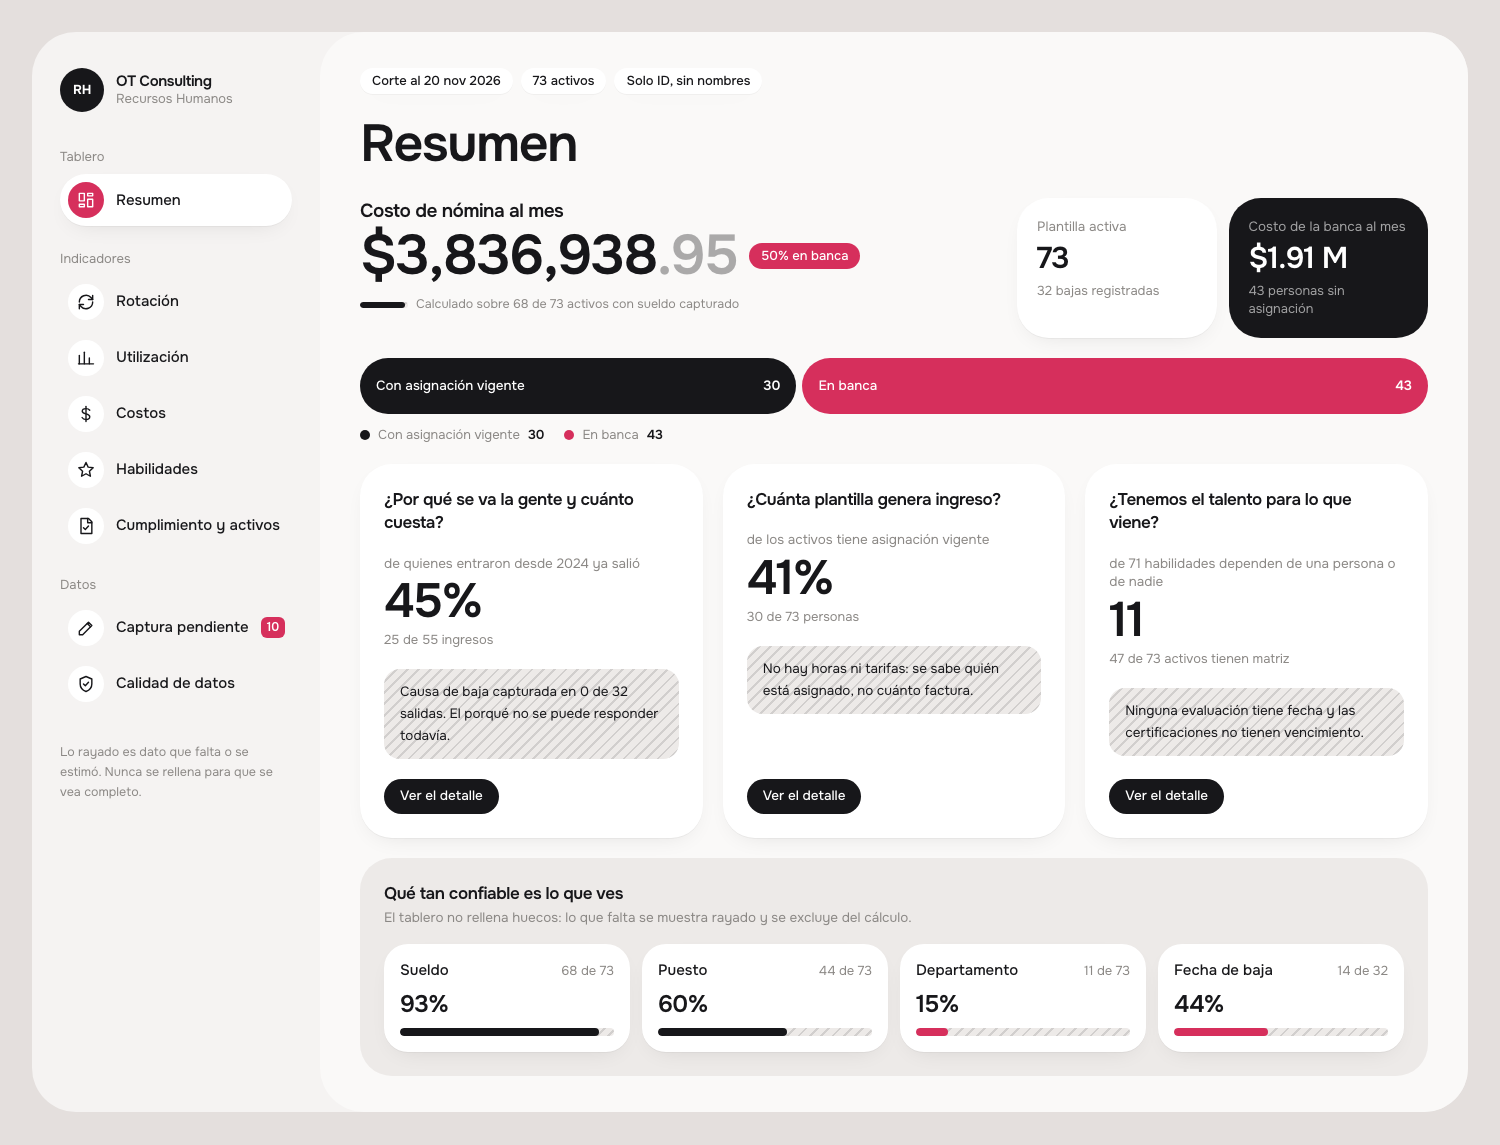 RH
OT Consulting
Recursos Humanos
Tablero
Resumen
Indicadores
Rotación
Utilización
Costos
Habilidades
Cumplimiento y activos
Datos
Captura pendiente 10
Calidad de datos
Lo rayado es dato que falta o se
estimó. Nunca se rellena para que se
vea completo.
Corte al 20 nov 2026
73 activos
Solo ID, sin nombres
Resumen
Costo de nómina al mes
$3,836,938.95
50% en banca
Calculado sobre 68 de 73 activos con sueldo capturado
Plantilla activa
73
32 bajas registradas
Costo de la banca al mes
$1.91 M
43 personas sin
asignación
Con asignación vigente 30
En banca 43
Con asignación vigente 30
En banca 43
¿Por qué se va la gente y cuánto
cuesta?
de quienes entraron desde 2024 ya salió
45%
25 de 55 ingresos
Causa de baja capturada en 0 de 32
salidas. El porqué no se puede responder
todavía.
Ver el detalle
¿Cuánta plantilla genera ingreso?
de los activos tiene asignación vigente
41%
30 de 73 personas
No hay horas ni tarifas: se sabe quién
está asignado, no cuánto factura.
Ver el detalle
¿Tenemos el talento para lo que
viene?
de 71 habilidades dependen de una persona o
de nadie
11
47 de 73 activos tienen matriz
Ninguna evaluación tiene fecha y las
certificaciones no tienen vencimiento.
Ver el detalle
Qué tan confiable es lo que ves
El tablero no rellena huecos: lo que falta se muestra rayado y se excluye del cálculo.
Sueldo 68 de 73
93%
Puesto 44 de 73
60%
Departamento 11 de 73
15%
Fecha de baja 14 de 32
44%